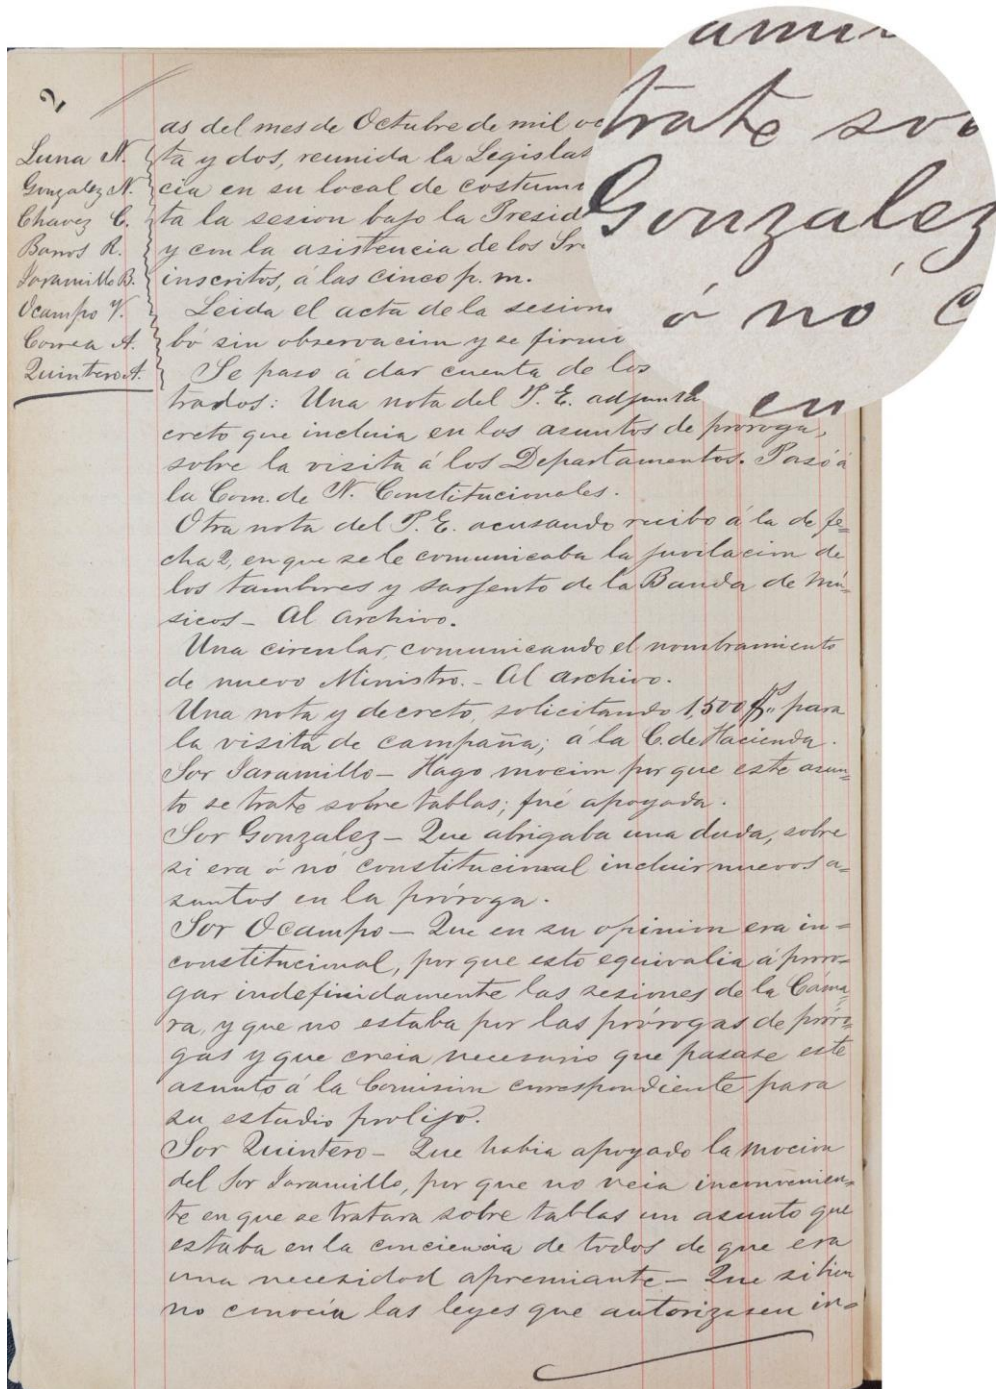 2
Luna N.
Gonzalez N.
Chavez C.
Barros R.
Jaramillo B.
Ocampo V.
Correa A.
Quintero A.
as del mes de Octubre de mil oc
ta y dos, reunida la Legislat
cia en su local de costum
ta la sesion bajo la Presid
y con la asistencia de los Sr
inscritos, á las cinco p. m.
Leida el acta de la sesion
bó sin observacion y se firmó
Se paso á dar cuenta de los
trados: Una nota del P. E. adjunta
creto que incluia en los asuntos de próroga,
sobre la visita á los Departamentos. Pasó á
la Com. de N. Constitucionales.
Otra nota del P. E. acusando recibo á la de fe=
cha 2, en que se le comunicaba la juvilacion de
los tambores y sarjento de la Banda de Mú=
sicos - Al archivo.
Una circular, comunicando el nombramiento
de nuevo Ministro. - Al archivo.
Una nota y decreto, solicitando 1,500 para
la visita de campaña; á la C. de Hacienda.
Sor Jaramillo - Hago mocion por que este asun=
to se trate sobre tablas; fué apoyada.
Sor Gonzalez - Que abrigaba una duda, sobre
si era ó nó constitucional incluir nuevos a=
suntos en la próroga.
Sor Ocampo - Que en su opinion era in=
constitucional, por que esto equivalia á proro=
gar indefinidamente las sesiones de la Cáma=
ra, y que no estaba por las prórogas de próro=
gas y que creia necesario que pasase este
asunto á la Comision correspondiente para
su estudio prolijo.
Sor Quintero - Que habia apoyado la mocion
del Sor Jaramillo, por que no veia inconvenien=
te en que se tratara sobre tablas un asunto que
estaba en la conciencia de todos de que era
una necesidad apremiante - Que si bien
no conocia las leyes que autorizasen in=
trate sob
Gonzalez
ó nó c
en